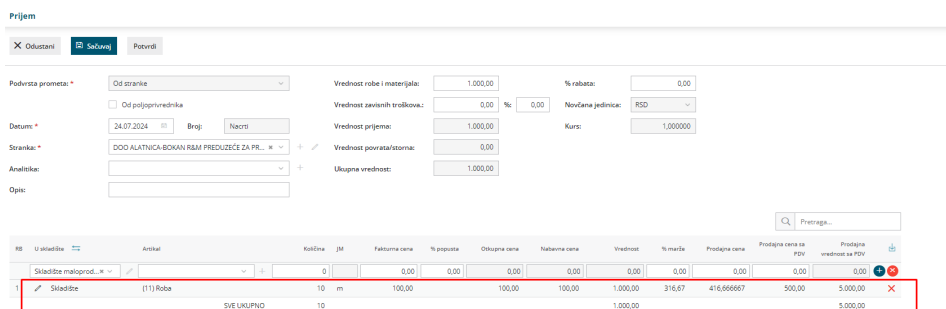 Prijem
Odustani Sačuvaj Potvrdi
Podvrsta prometa: * Od stranke Vrednost robe i materijala: 1.000,00 % rabata: 0,00
Od poljoprivrednika Vrednost zavisnih troškova.: 0,00 %: 0,00 Novčana jedinica: RSD
Datum: * 24.07.2024 Broj: Nacrti Vrednost prijema: 1.000,00 Kurs: 1,000000
Stranka: * DOO ALATNICA-BOKAN R&M PREDUZEĆE ZA PR... Vrednost povrata/storna: 0,00
Analitika: Ukupna vrednost: 1.000,00
Opis:
Pretraga...
RB U skladište Artikal Količina JM Fakturna cena % popusta Otkupna cena Nabavna cena Vrednost % marže Prodajna cena Prodajna cena sa PDV Prodajna vrednost sa PDV
Skladište maloprod... 0 0,00 0,00 0,00 0,00 0,00 0,00 0,00 0,00 0,00
1 Skladište (11) Roba 10 m 100,00 100,00 100,00 1.000,00 316,67 416,666667 500,00 5.000,00
SVE UKUPNO 10 1.000,00 5.000,00